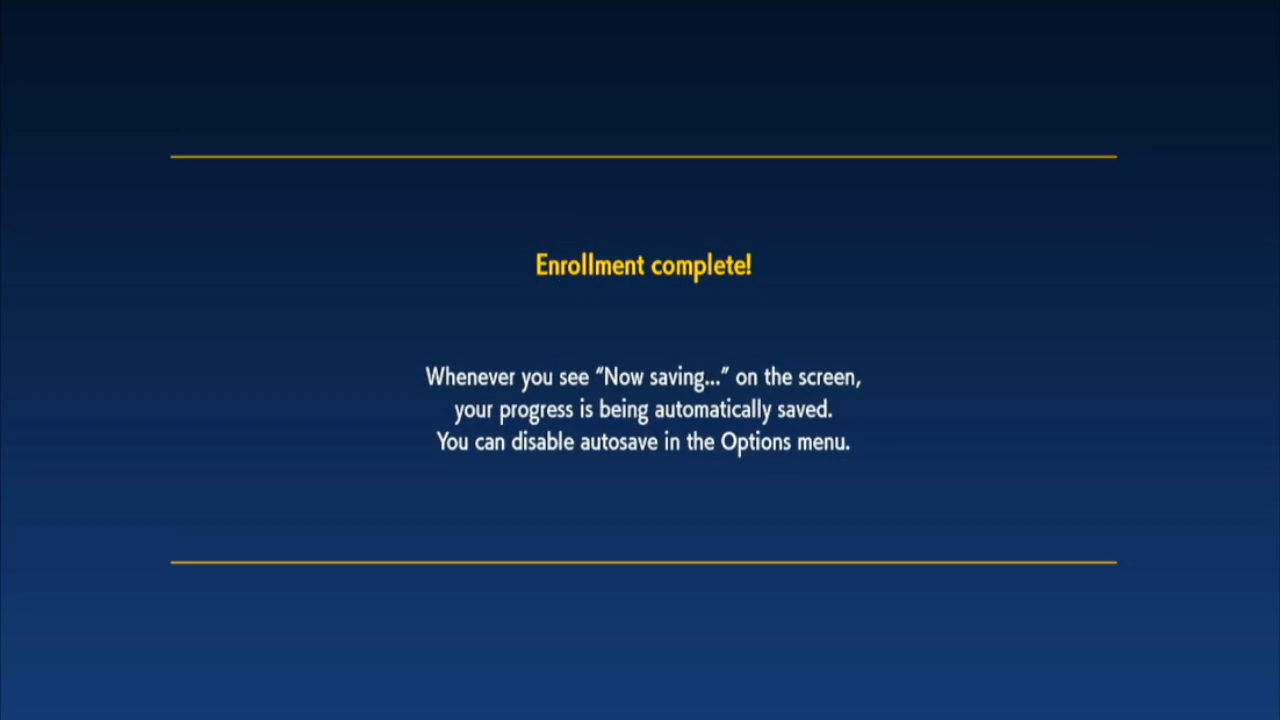 Enrollment complete!
Whenever you see “Now saving...” on the screen,
your progress is being automatically saved.
You can disable autosave in the Options menu.